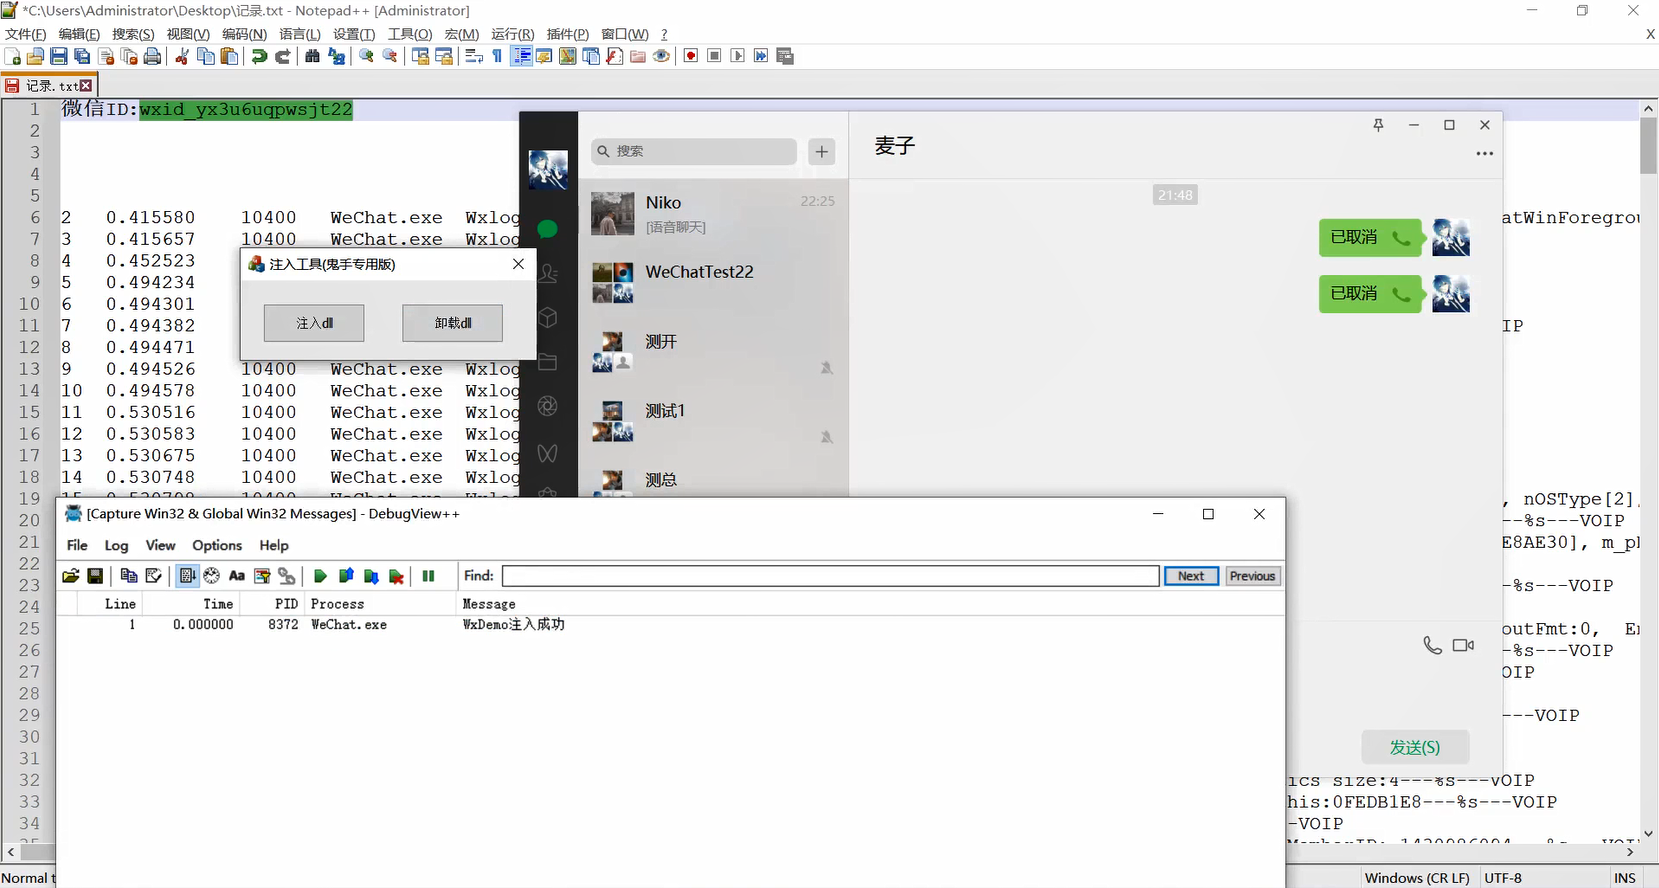 *C:\Users\Administrator\Desktop\记录.txt - Notepad++ [Administrator]
文件(F) 编辑(E) 搜索(S) 视图(V) 编码(N) 语言(L) 设置(T) 工具(O) 宏(M) 运行(R) 插件(P) 窗口(W) ? X
记录.txt
1 微信ID:wxid_yx3u6uqpwsjt22
2
3
4
5
6 2 0.415580 10400 WeChat.exe Wxlog
7 3 0.415657 10400 WeChat.exe Wxlog
8 4 0.452523
9 5 0.494234
10 6 0.494301
11 7 0.494382
12 8 0.494471
13 9 0.494526 10400 WeChat.exe Wxlog
14 10 0.494578 10400 WeChat.exe Wxlog
15 11 0.530516 10400 WeChat.exe Wxlog
16 12 0.530583 10400 WeChat.exe Wxlog
17 13 0.530675 10400 WeChat.exe Wxlog
18 14 0.530748 10400 WeChat.exe Wxlog
19
20
21
22
23
24
25
26
27
28
29
30
31
32
33
34
注入工具(鬼手专用版)
注入dll 卸载dll
搜索
麦子
Niko 22:25
[语音聊天]
WeChatTest22
测开
测试1
测总
21:48
已取消
已取消
发送(S)
atWinForegrou
IP
, nOSType[2],
--%s---VOIP
E8AE30], m_pl
-%s---VOIP
outFmt:0, En
-%s---VOIP
OIP
---VOIP
ics size:4---%s---VOIP
his:0FEDB1E8---%s---VOIP
-VOIP
[Capture Win32 & Global Win32 Messages] - DebugView++
File Log View Options Help
Find: Next Previous
Line Time PID Process Message
1 0.000000 8372 WeChat.exe WxDemo注入成功
Normal t Windows (CR LF) UTF-8 INS